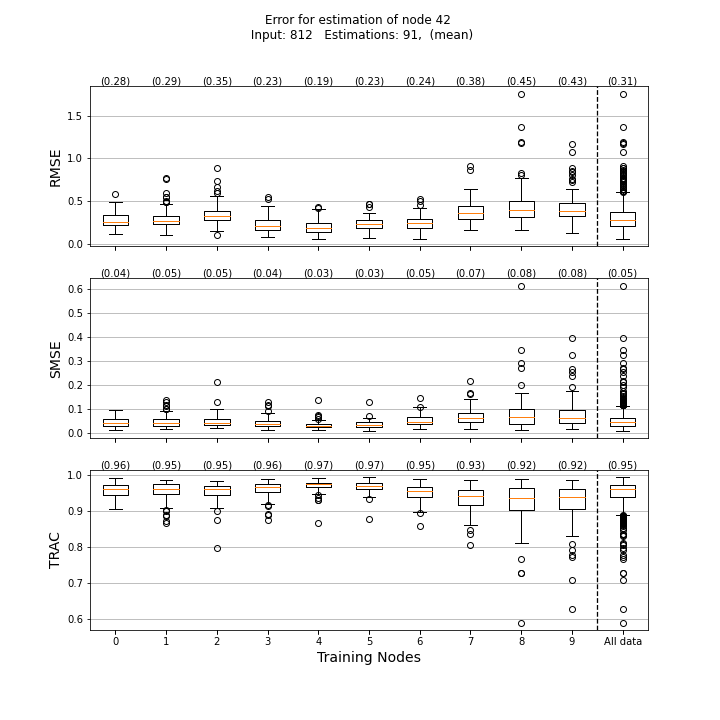 Error for estimation of node 42
Input: 812 Estimations: 91, (mean)
(0.28) (0.29) (0.35) (0.23) (0.19) (0.23) (0.24) (0.38) (0.45) (0.43) (0.31)
1.5
1.0
0.5
0.0
RMSE
(0.04) (0.05) (0.05) (0.04) (0.03) (0.03) (0.05) (0.07) (0.08) (0.08) (0.05)
0.6
0.5
0.4
0.3
0.2
0.1
0.0
SMSE
(0.96) (0.95) (0.95) (0.96) (0.97) (0.97) (0.95) (0.93) (0.92) (0.92) (0.95)
1.0
0.9
0.8
0.7
0.6
TRAC
0 1 2 3 4 5 6 7 8 9 All data
Training Nodes